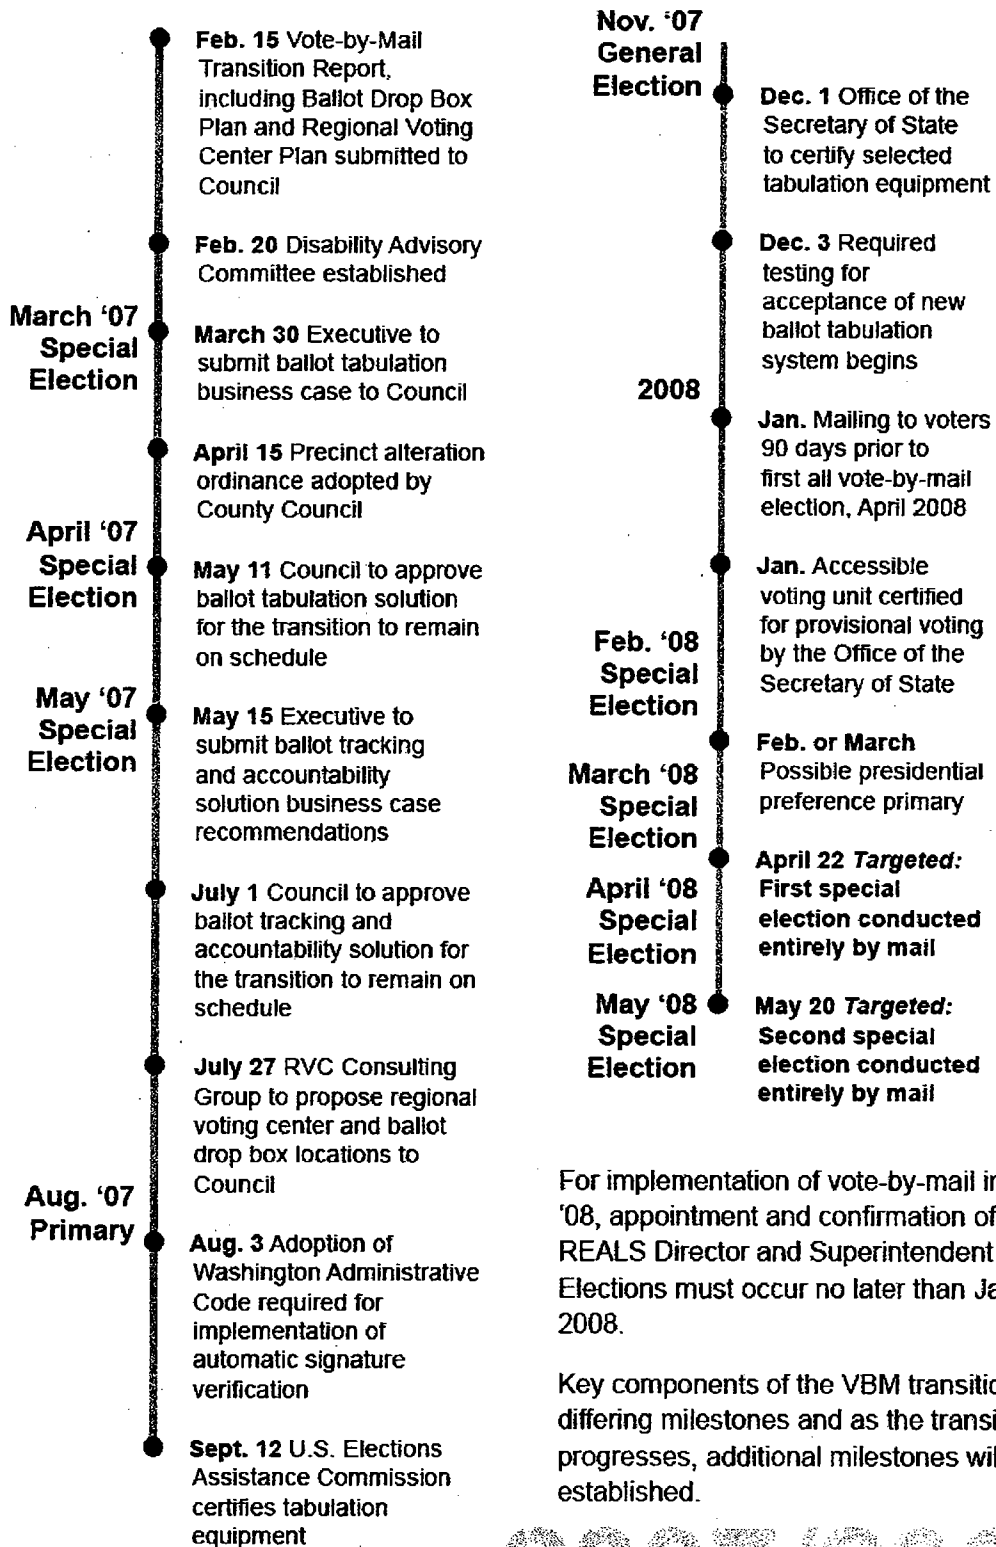 Feb. 15 Vote-by-Mail
Transition Report,
including Ballot Drop Box
Plan and Regional Voting
Center Plan submitted to
Council
Feb. 20 Disability Advisory
Committee established
March '07
Special
Election
March 30 Executive to
submit ballot tabulation
business case to Council
April 15 Precinct alteration
ordinance adopted by
County Council
April '07
Special
Election
May 11 Council to approve
ballot tabulation solution
for the transition to remain
on schedule
May '07
Special
Election
May 15 Executive to
submit ballot tracking
and accountability
solution business case
recommendations
July 1 Council to approve
ballot tracking and
accountability solution for
the transition to remain on
schedule
July 27 RVC Consulting
Group to propose regional
voting center and ballot
drop box locations to
Council
Aug. '07
Primary
Aug. 3 Adoption of
Washington Administrative
Code required for
implementation of
automatic signature
verification
Sept. 12 U.S. Elections
Assistance Commission
certifies tabulation
equipment
Nov. '07
General
Election
Dec. 1 Office of the
Secretary of State
to certify selected
tabulation equipment
Dec. 3 Required
testing for
acceptance of new
ballot tabulation
system begins
2008
Jan. Mailing to voters
90 days prior to
first all vote-by-mail
election, April 2008
Jan. Accessible
voting unit certified
for provisional voting
by the Office of the
Secretary of State
Feb. '08
Special
Election
Feb. or March
Possible presidential
preference primary
March '08
Special
Election
April 22 Targeted:
First special
election conducted
entirely by mail
April '08
Special
Election
May '08
Special
Election
May 20 Targeted:
Second special
election conducted
entirely by mail
For implementation of vote-by-mail in
'08, appointment and confirmation of
REALS Director and Superintendent
Elections must occur no later than Ja
2008.
Key components of the VBM transitio
differing milestones and as the transi
progresses, additional milestones wil
established.